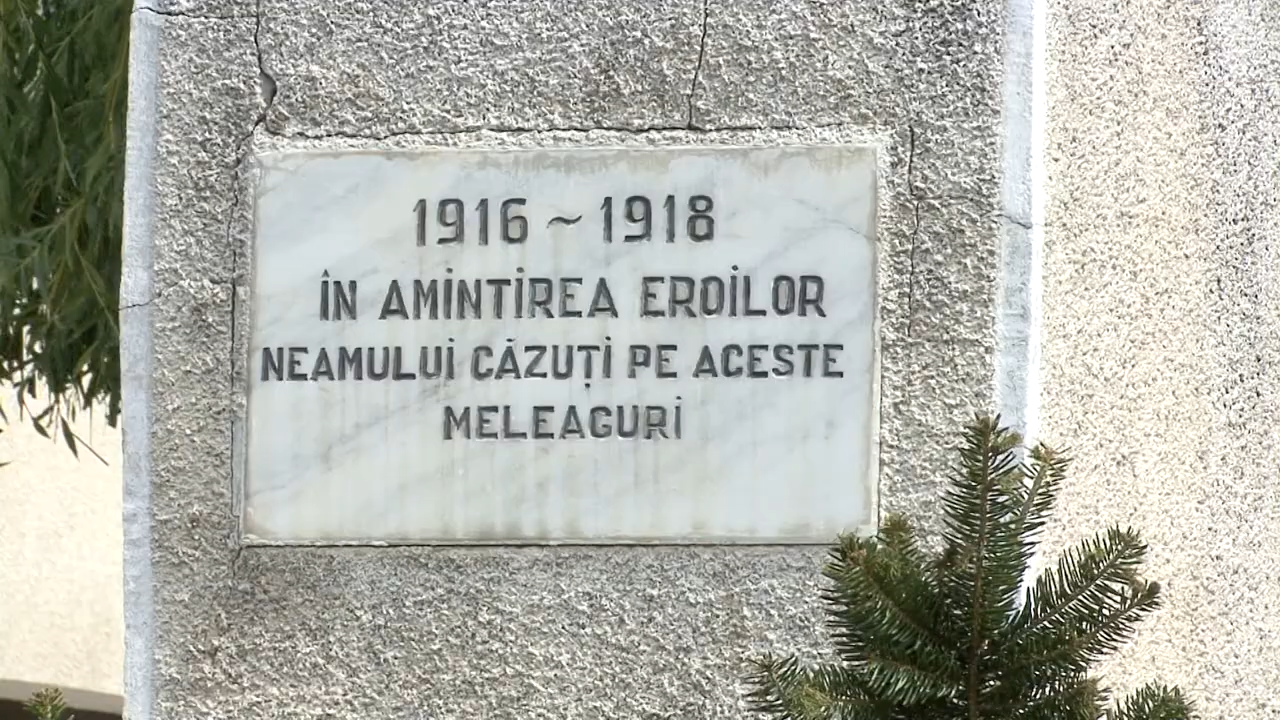 1916 ~ 1918
ÎN AMINTIREA EROILOR
NEAMULUI CĂZUȚI PE ACESTE
MELEAGURI